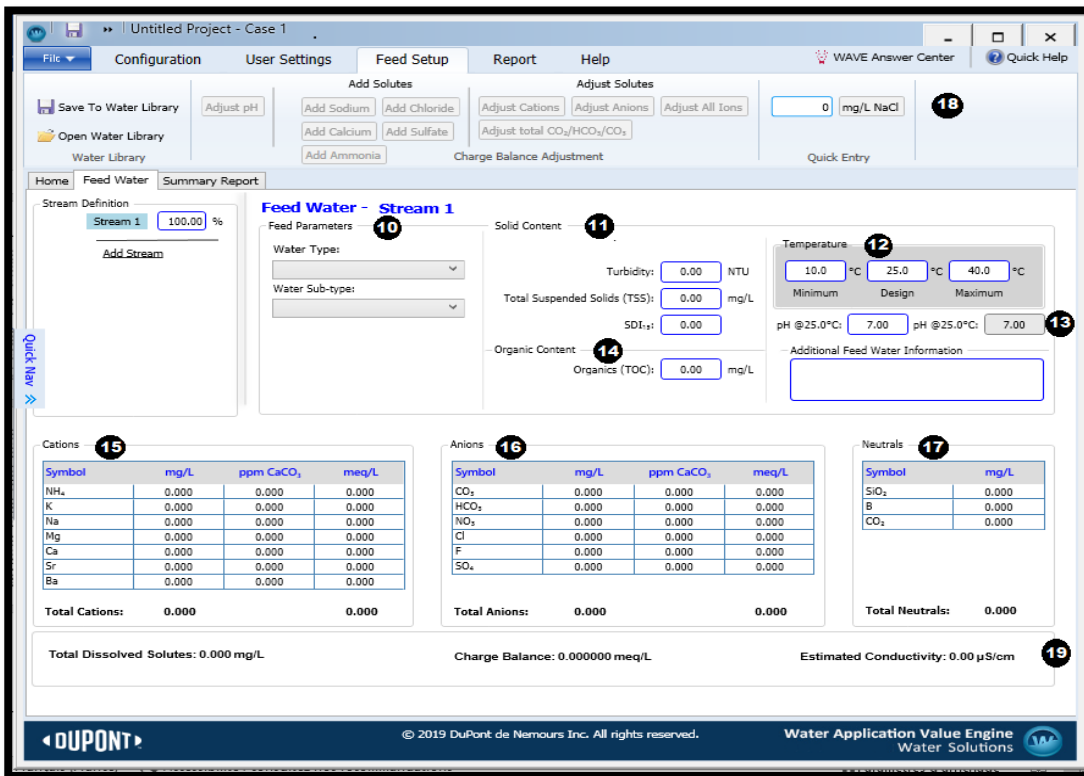 Untitled Project - Case 1 .
File Configuration User Settings Feed Setup Report Help WAVE Answer Center Quick Help
Add Solutes Adjust Solutes
Save To Water Library Adjust pH Add Sodium Add Chloride Adjust Cations Adjust Anions Adjust All Ions 0 mg/L NaCl 18
Open Water Library Add Calcium Add Sulfate Adjust total CO₂/HCO₃/CO₃
Water Library Add Ammonia Charge Balance Adjustment Quick Entry
Home Feed Water Summary Report
Stream Definition
Stream 1 100.00 %
Add Stream
Quick Nav
Feed Water - Stream 1
Feed Parameters 10
Water Type:
Water Sub-type:
Solid Content 11
Turbidity: 0.00 NTU
Total Suspended Solids (TSS): 0.00 mg/L
SDI₁₅: 0.00
Organic Content 14
Organics (TOC): 0.00 mg/L
Temperature 12
10.0 °C 25.0 °C 40.0 °C
Minimum Design Maximum
pH @25.0°C: 7.00 pH @25.0°C: 7.00 13
Additional Feed Water Information
Cations 15
Symbol mg/L ppm CaCO₃ meq/L
NH₄ 0.000 0.000 0.000
K 0.000 0.000 0.000
Na 0.000 0.000 0.000
Mg 0.000 0.000 0.000
Ca 0.000 0.000 0.000
Sr 0.000 0.000 0.000
Ba 0.000 0.000 0.000
Total Cations: 0.000 0.000
Anions 16
Symbol mg/L ppm CaCO₃ meq/L
CO₃ 0.000 0.000 0.000
HCO₃ 0.000 0.000 0.000
NO₃ 0.000 0.000 0.000
Cl 0.000 0.000 0.000
F 0.000 0.000 0.000
SO₄ 0.000 0.000 0.000
Total Anions: 0.000 0.000
Neutrals 17
Symbol mg/L
SiO₂ 0.000
B 0.000
CO₂ 0.000
Total Neutrals: 0.000
Total Dissolved Solutes: 0.000 mg/L Charge Balance: 0.000000 meq/L Estimated Conductivity: 0.00 µS/cm 19
DUPONT © 2019 DuPont de Nemours Inc. All rights reserved. Water Application Value Engine
Water Solutions